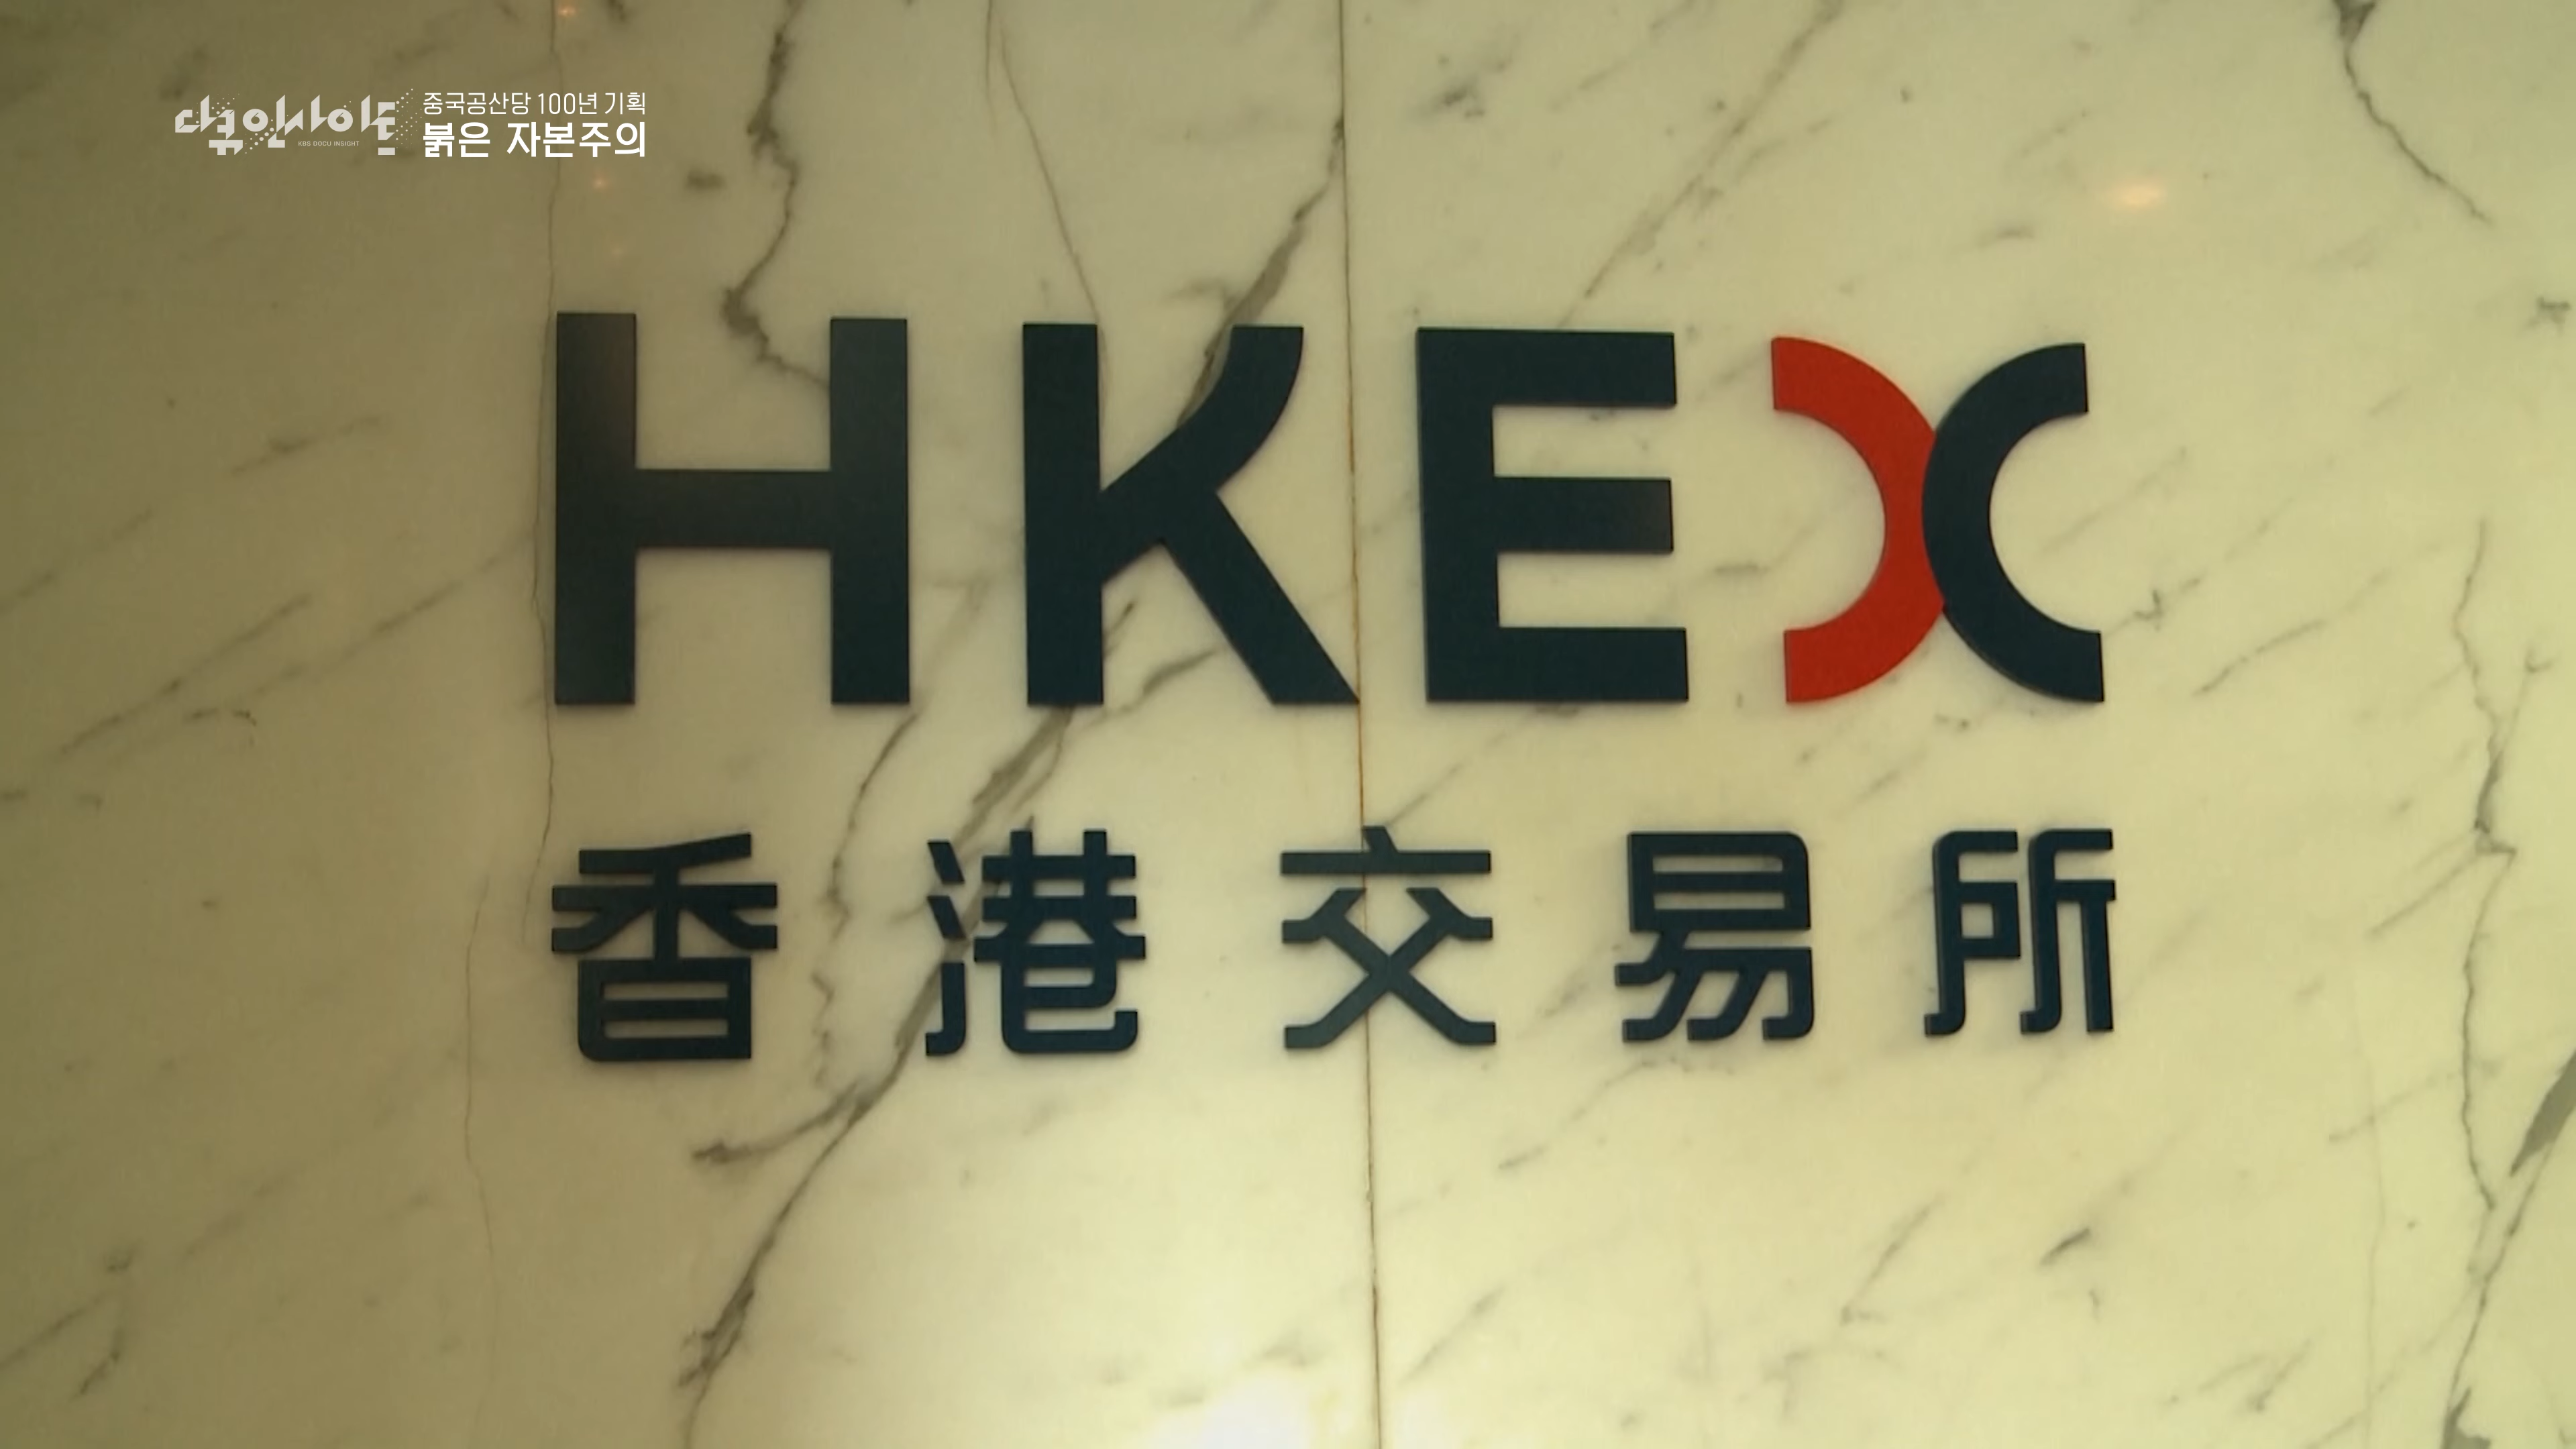 다큐인사이트
KBS DOCU INSIGHT
중국공산당 100년 기획
붉은 자본주의
HKEX
香港交易所